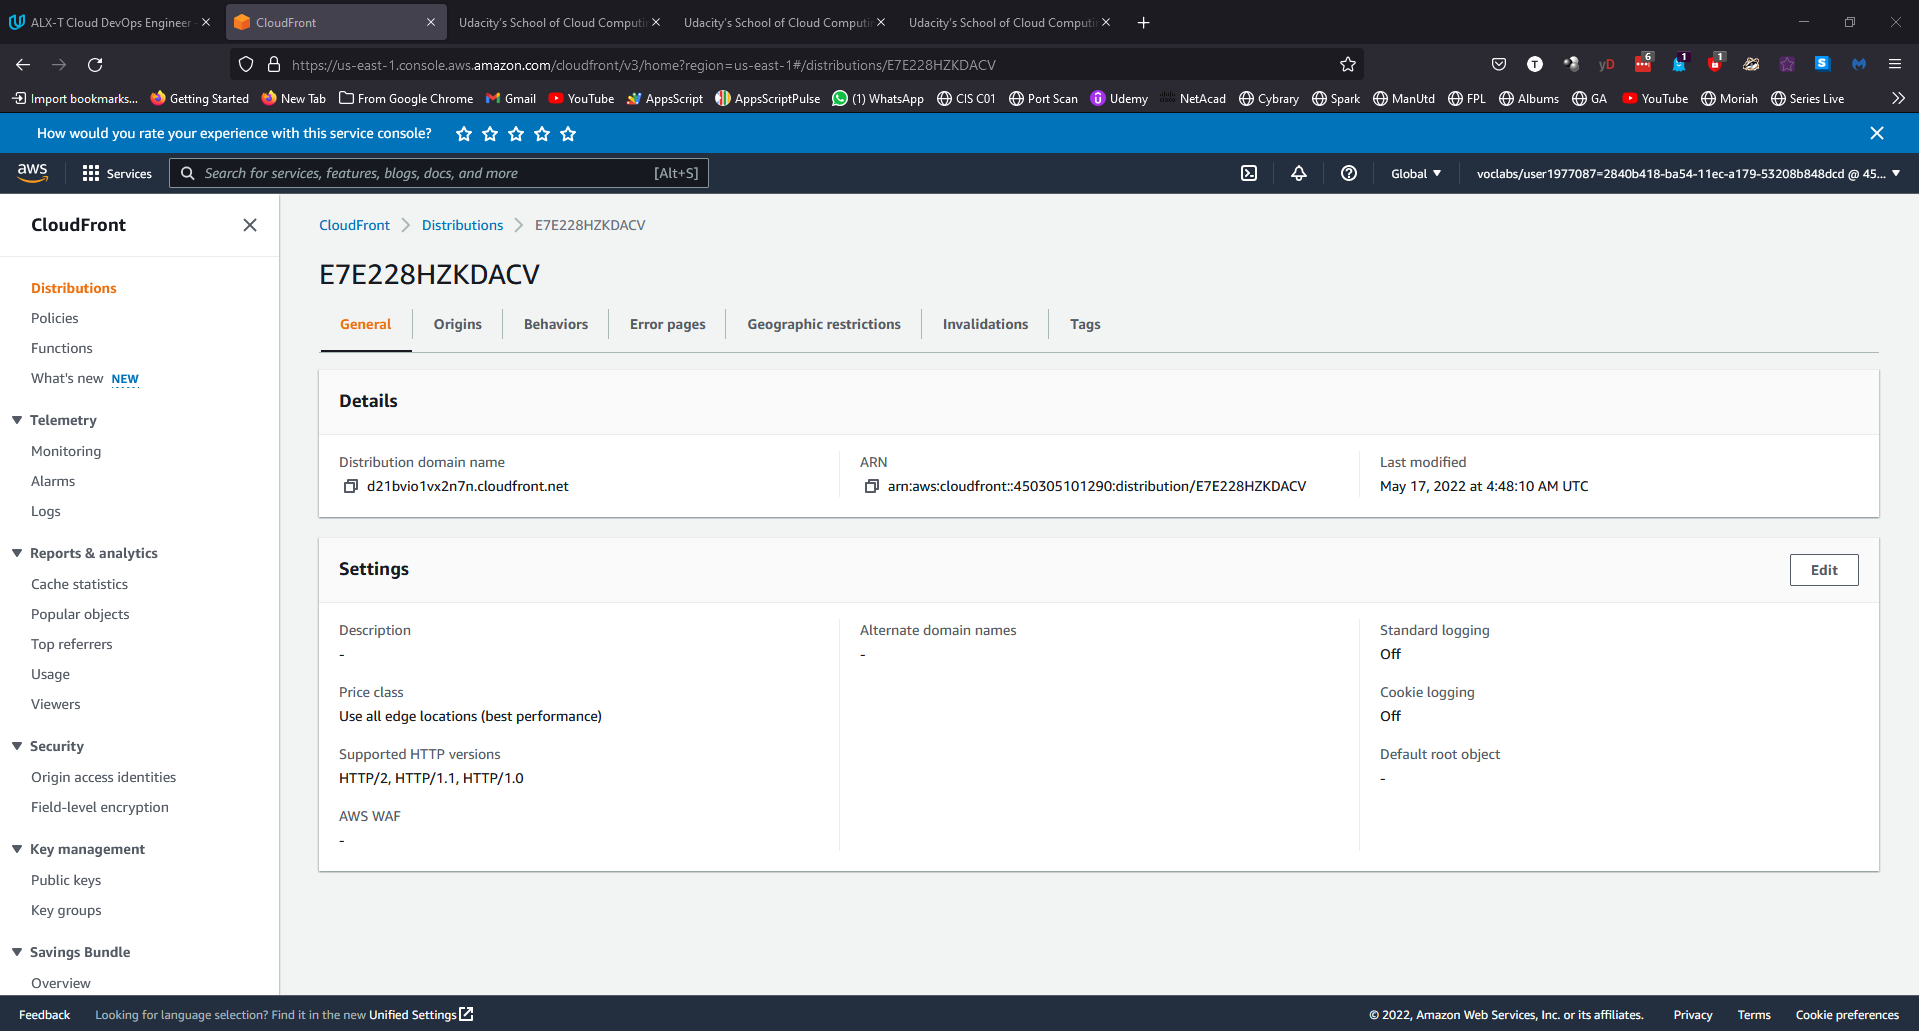 ALX-T Cloud DevOps Engineer
CloudFront
Udacity's School of Cloud Computi
Udacity's School of Cloud Computi
Udacity's School of Cloud Computi
https://us-east-1.console.aws.amazon.com/cloudfront/v3/home?region=us-east-1#/distributions/E7E228HZKDACV
T
yD
6
1
1
S
Import bookmarks...
Getting Started
New Tab
From Google Chrome
Gmail
YouTube
AppsScript
AppsScriptPulse
(1) WhatsApp
CIS C01
Port Scan
Udemy
NetAcad
Cybrary
Spark
ManUtd
FPL
Albums
GA
YouTube
Moriah
Series Live
How would you rate your experience with this service console?
aws
Services
Search for services, features, blogs, docs, and more
[Alt+S]
Global
voclabs/user1977087=2840b418-ba54-11ec-a179-53208b848dcd @ 45...
CloudFront
Distributions
Policies
Functions
What's new NEW
Telemetry
Monitoring
Alarms
Logs
Reports & analytics
Cache statistics
Popular objects
Top referrers
Usage
Viewers
Security
Origin access identities
Field-level encryption
Key management
Public keys
Key groups
Savings Bundle
Overview
CloudFront
Distributions
E7E228HZKDACV
E7E228HZKDACV
General
Origins
Behaviors
Error pages
Geographic restrictions
Invalidations
Tags
Details
Distribution domain name
d21bvio1vx2n7n.cloudfront.net
ARN
arn:aws:cloudfront::450305101290:distribution/E7E228HZKDACV
Last modified
May 17, 2022 at 4:48:10 AM UTC
Settings
Edit
Description
-
Price class
Use all edge locations (best performance)
Supported HTTP versions
HTTP/2, HTTP/1.1, HTTP/1.0
AWS WAF
-
Alternate domain names
-
Standard logging
Off
Cookie logging
Off
Default root object
-
Feedback
Looking for language selection? Find it in the new Unified Settings
© 2022, Amazon Web Services, Inc. or its affiliates.
Privacy
Terms
Cookie preferences